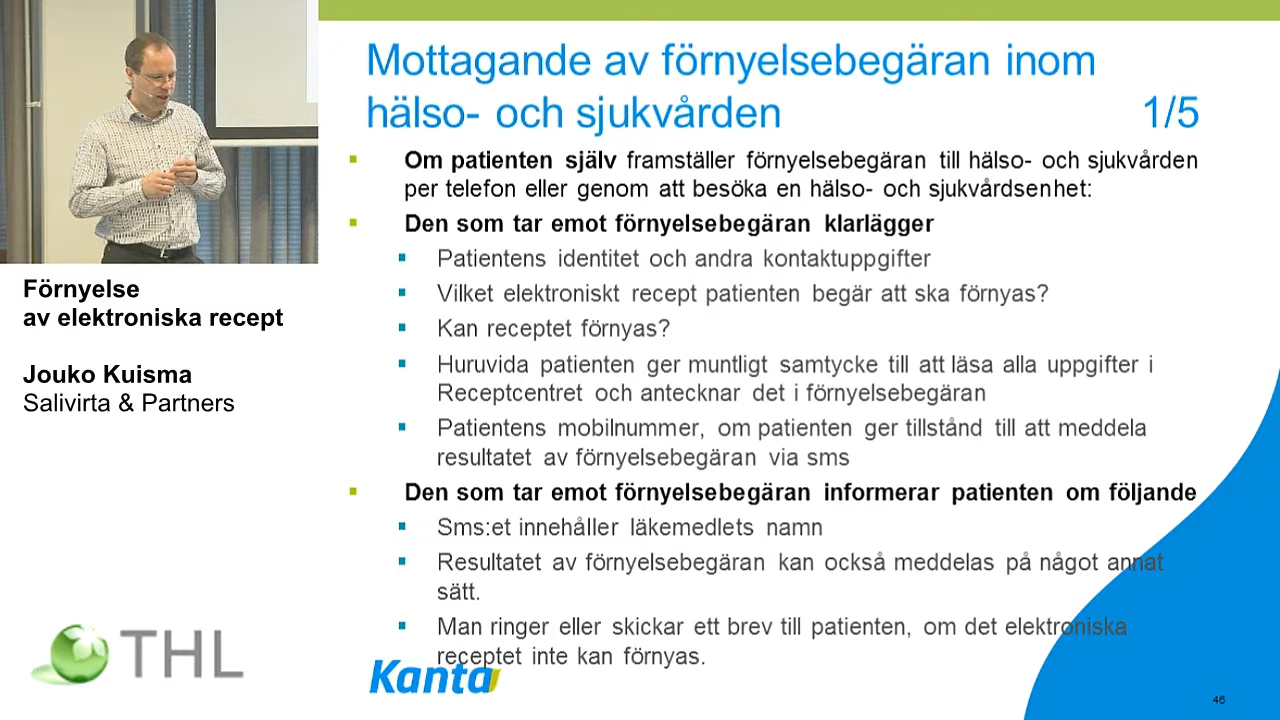 Mottagande av förnyelsebegäran inom
hälso- och sjukvården 1/5
Om patienten själv framställer förnyelsebegäran till hälso- och sjukvården
per telefon eller genom att besöka en hälso- och sjukvårdsenhet:
Den som tar emot förnyelsebegäran klarlägger
Patientens identitet och andra kontaktuppgifter
Vilket elektroniskt recept patienten begär att ska förnyas?
Kan receptet förnyas?
Huruvida patienten ger muntligt samtycke till att läsa alla uppgifter i
Receptcentret och antecknar det i förnyelsebegäran
Patientens mobilnummer, om patienten ger tillstånd till att meddela
resultatet av förnyelsebegäran via sms
Den som tar emot förnyelsebegäran informerar patienten om följande
Sms:et innehåller läkemedlets namn
Resultatet av förnyelsebegäran kan också meddelas på något annat
sätt.
Man ringer eller skickar ett brev till patienten, om det elektroniska
receptet inte kan förnyas.
Kanta
46
Förnyelse
av elektroniska recept
Jouko Kuisma
Salivirta & Partners
THL